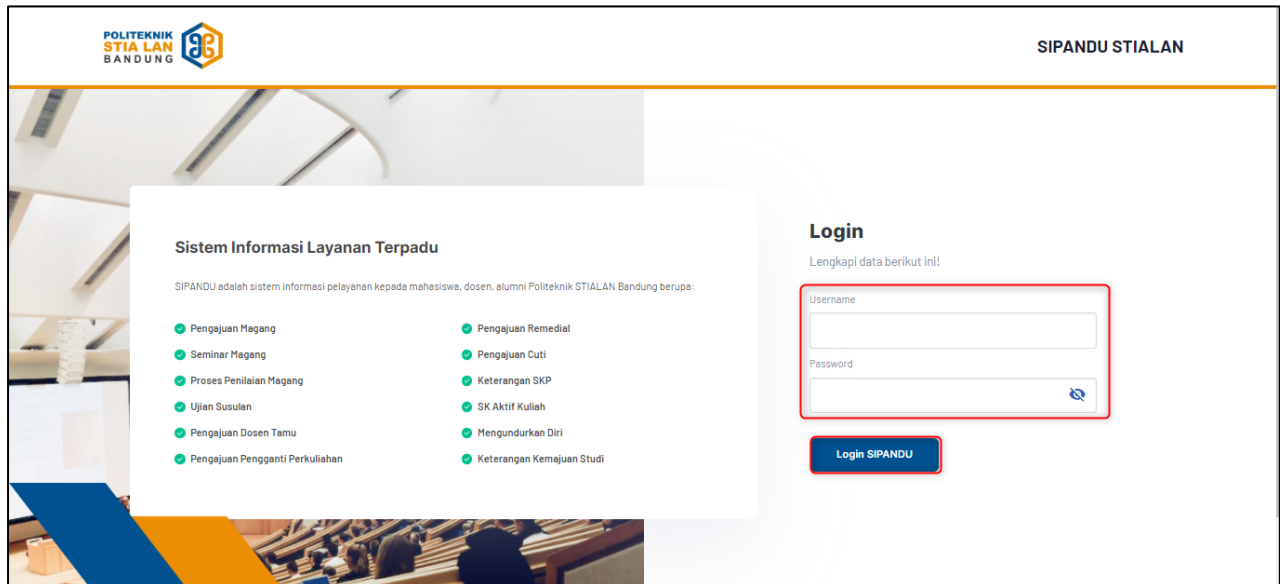 POLITEKNIK
STIA LAN
BANDUNG
SIPANDU STIALAN
Sistem Informasi Layanan Terpadu
SIPANDU adalah sistem informasi pelayanan kepada mahasiswa, dosen, alumni Politeknik STIALAN Bandung berupa:
Pengajuan Magang
Seminar Magang
Proses Penilaian Magang
Ujian Susulan
Pengajuan Dosen Tamu
Pengajuan Pengganti Perkuliahan
Pengajuan Remedial
Pengajuan Cuti
Keterangan SKP
SK Aktif Kuliah
Mengundurkan Diri
Keterangan Kemajuan Studi
Login
Lengkapi data berikut ini!
Username
Password
Login SIPANDU